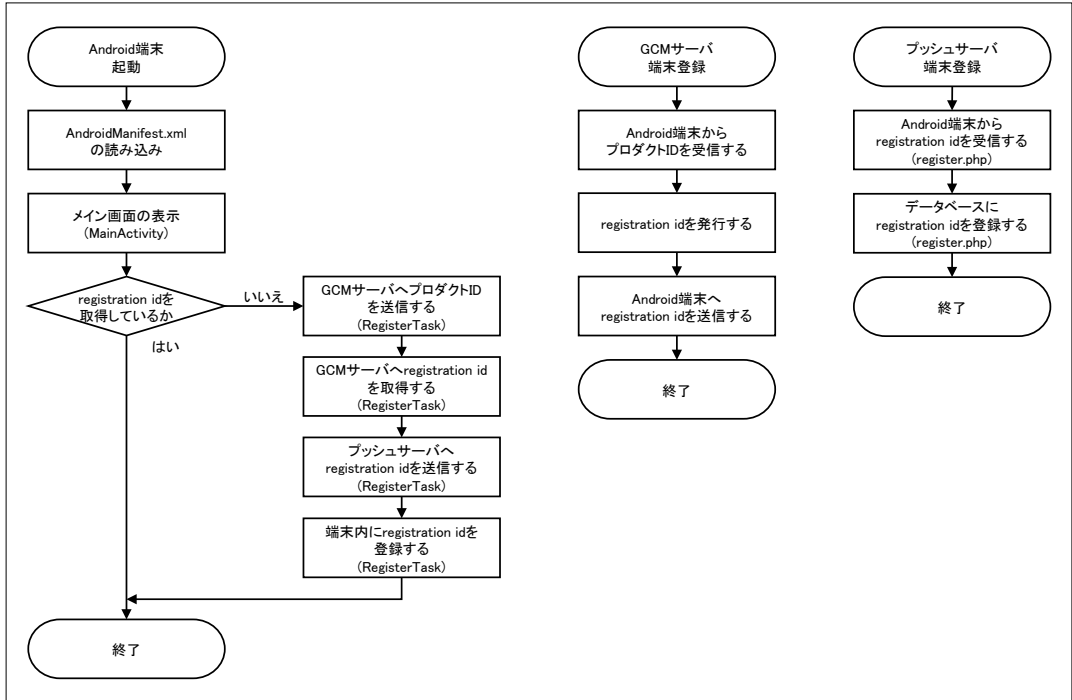 Android端末
起動
AndroidManifest.xml
の読み込み
メイン画面の表示
(MainActivity)
registration idを
取得しているか
いいえ
はい
GCMサーバへプロダクトID
を送信する
(RegisterTask)
GCMサーバへregistration id
を取得する
(RegisterTask)
プッシュサーバへ
registration idを送信する
(RegisterTask)
端末内にregistration idを
登録する
(RegisterTask)
終了
GCMサーバ
端末登録
Android端末から
プロダクトIDを受信する
registration idを発行する
Android端末へ
registration idを送信する
終了
プッシュサーバ
端末登録
Android端末から
registration idを受信する
(register.php)
データベースに
registration idを登録する
(register.php)
終了